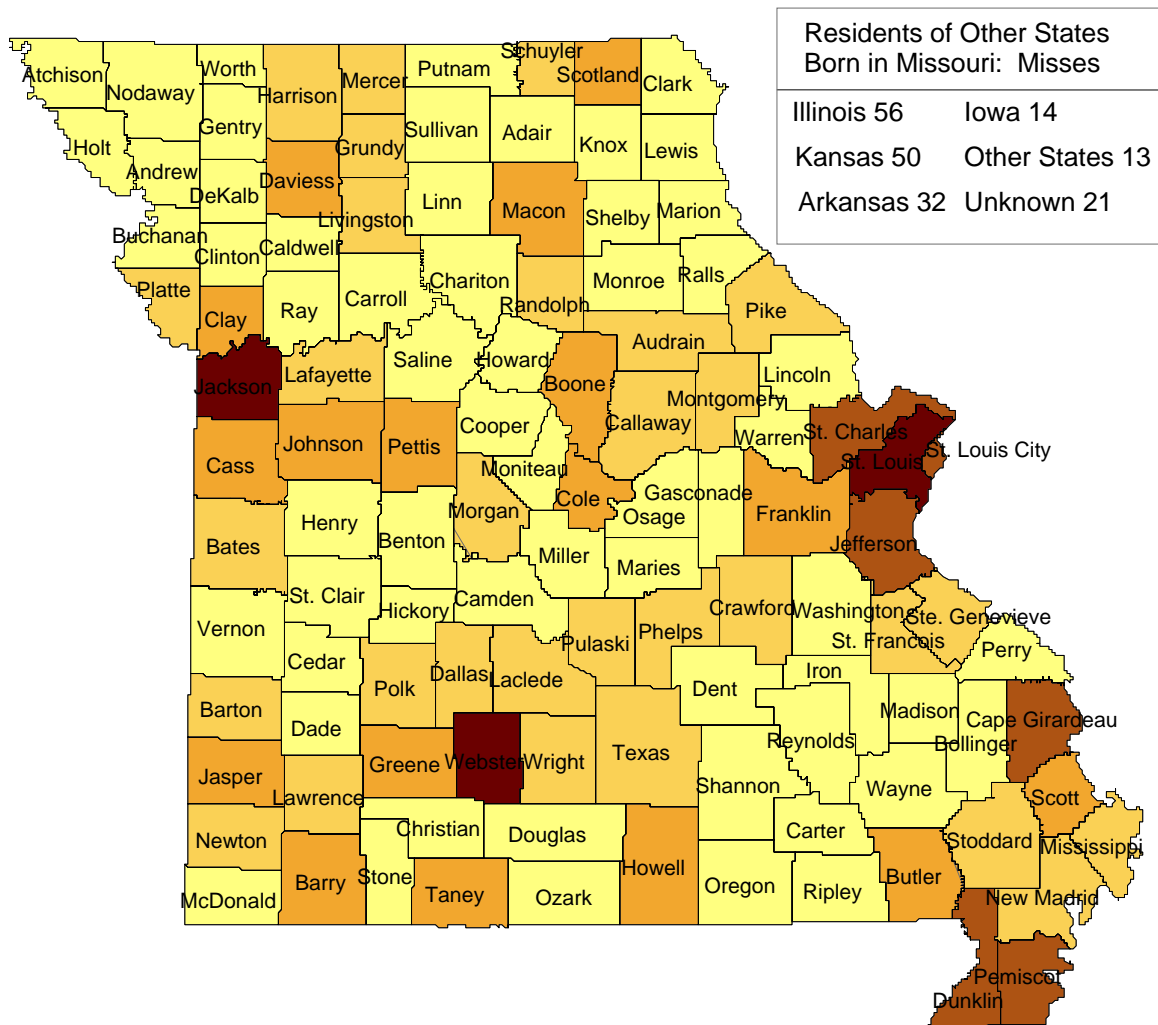 Residents of Other States
Born in Missouri: Misses
Illinois 56 Iowa 14
Kansas 50 Other States 13
Arkansas 32 Unknown 21
Schuyler
Atchison Worth Mercer Putnam Scotland Clark
Nodaway Harrison
Gentry Sullivan Adair
Holt Grundy Knox Lewis
Andrew Daviess
DeKalb Linn Macon Shelby Marion
Livingston
Buchanan Clinton Caldwell
Platte Chariton Monroe Ralls
Clay Ray Carroll Randolph Pike
Audrain
Jackson Lafayette Saline Howard Boone Lincoln
Callaway Montgomery
Cass Johnson Pettis Cooper Warren St. Charles
Moniteau St. Louis St. Louis City
Henry Morgan Cole Gasconade
Osage Franklin
Bates Benton Miller Maries Jefferson
St. Clair Hickory Camden Crawford Washington Ste. Genevieve
Vernon Pulaski Phelps St. Francois
Cedar Perry
Polk Dallas Laclede Dent Iron
Barton Dade Madison Cape Girardeau
Reynolds Bollinger
Jasper Greene Webster Wright Texas
Lawrence Shannon Wayne Scott
Newton Christian Douglas Carter Stoddard Mississippi
McDonald Barry Stone Taney Ozark Howell Oregon Ripley Butler
New Madrid
Pemiscot
Dunklin